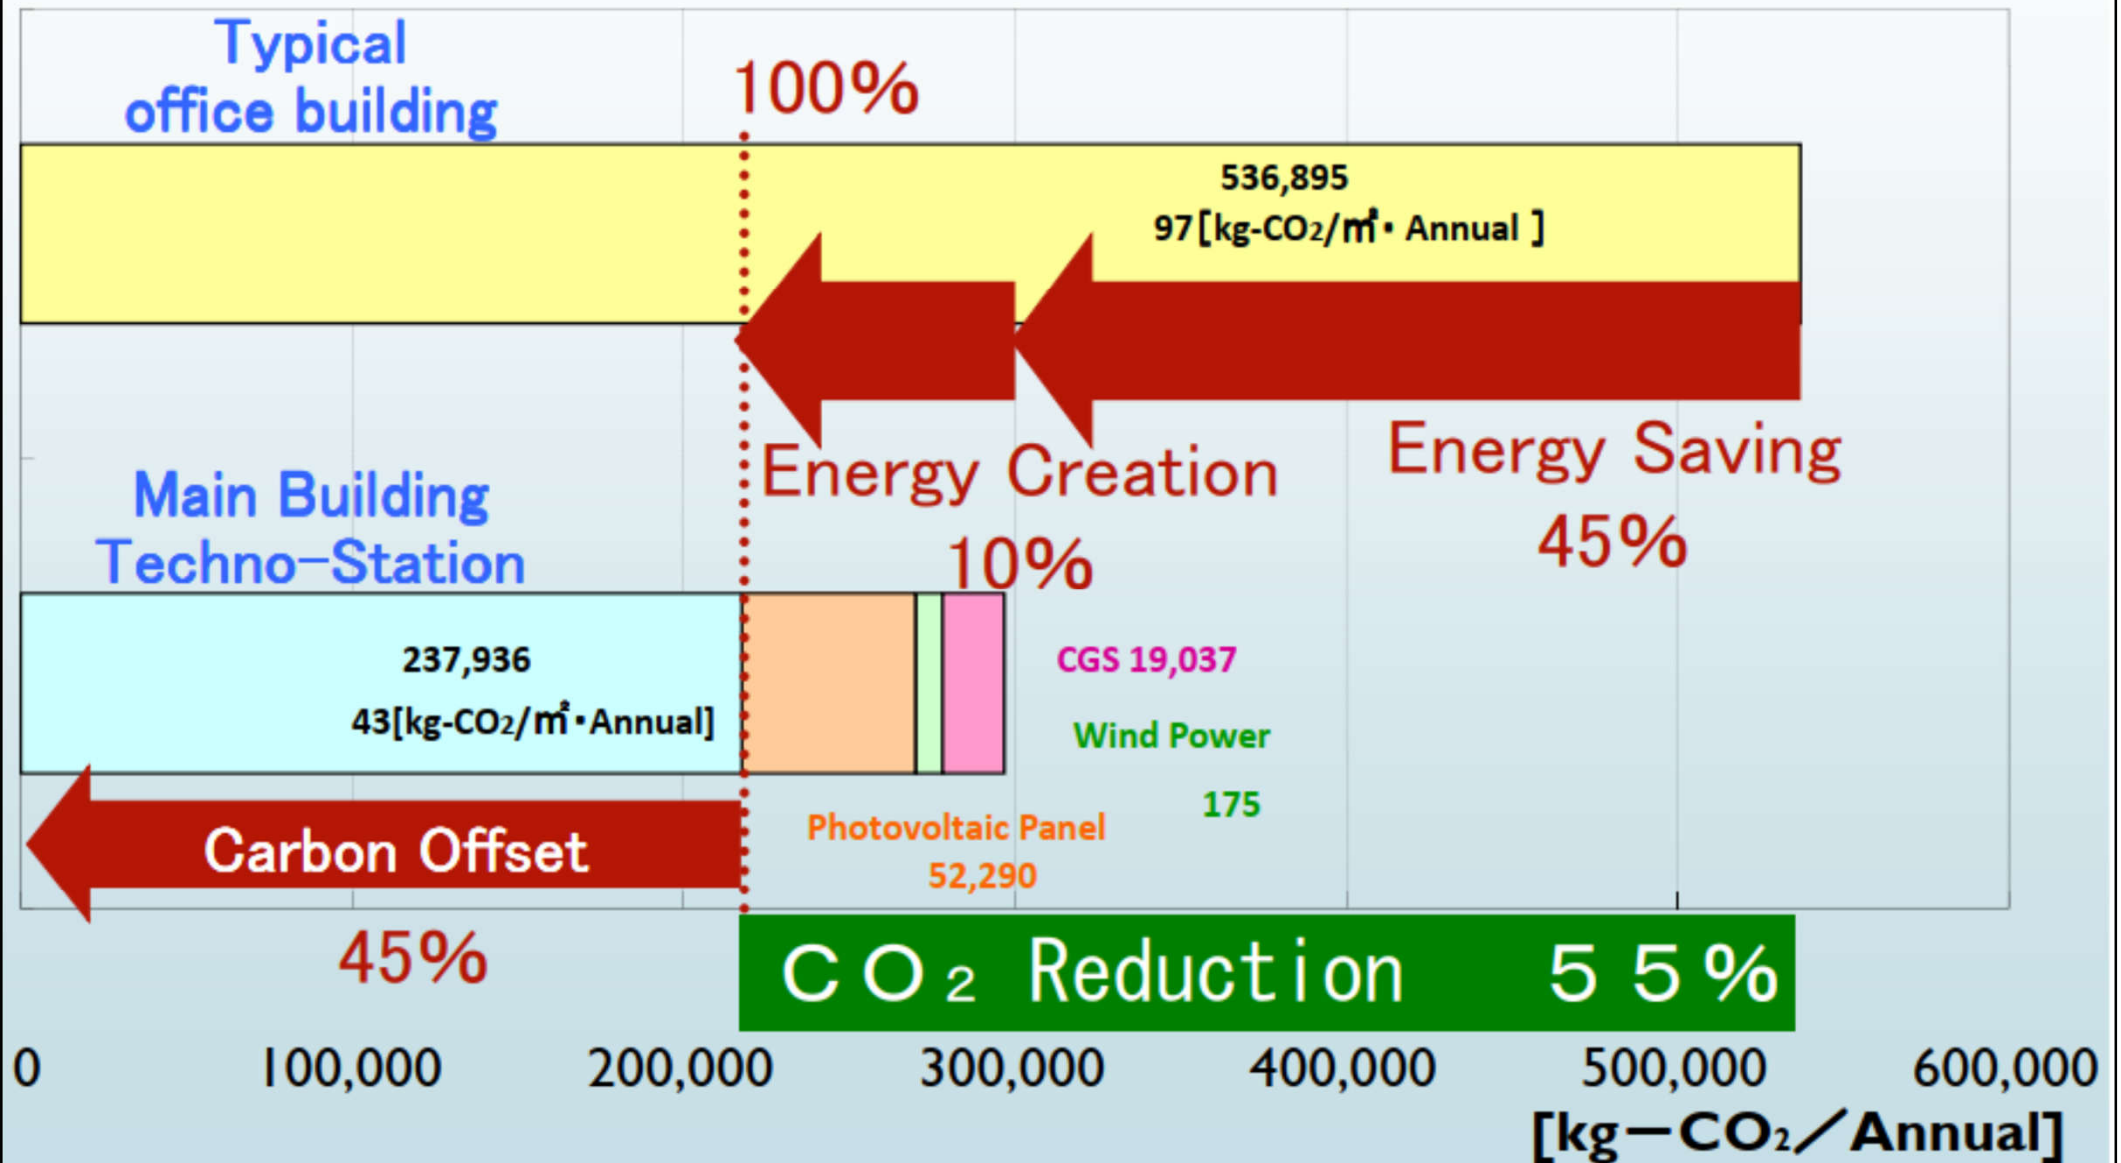 Typical
office building
100%
536,895
97[kg-CO₂/㎡・ Annual ]
Energy Creation
10%
Energy Saving
45%
Main Building
Techno−Station
237,936
43[kg-CO₂/㎡・Annual]
CGS 19,037
Wind Power
175
Photovoltaic Panel
52,290
Carbon Offset
45%
CO₂ Reduction 55%
0 100,000 200,000 300,000 400,000 500,000 600,000
[kg−CO₂/Annual]